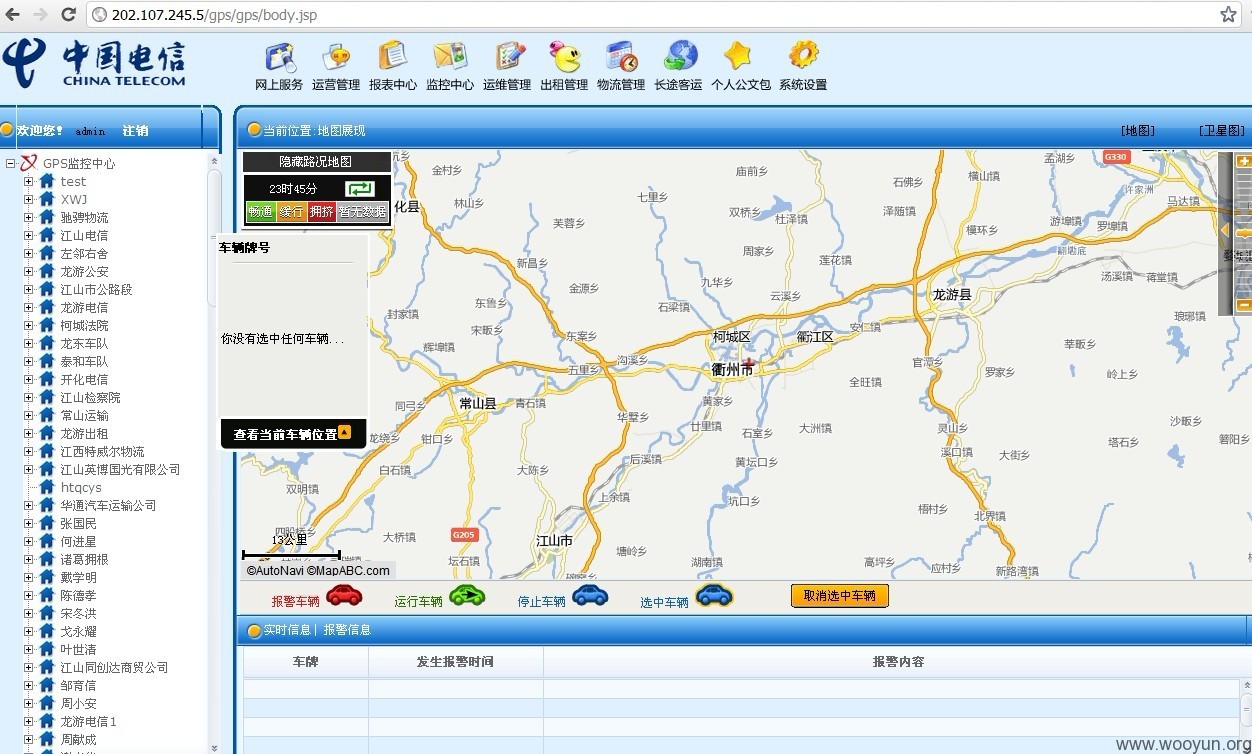 202.107.245.5/gps/gps/body.jsp
中国电信
CHINA TELECOM
网上服务 运营管理 报表中心 监控中心 运维管理 出租管理 物流管理 长途客运 个人公文包 系统设置
欢迎您! admin 注销
GPS监控中心
test
XWJ
驰骋物流
江山电信
左邻右舍
龙游公安
江山市公路段
龙游电信
柯城法院
龙东车队
泰和车队
开化电信
江山检察院
常山运输
龙游出租
江西特威尔物流
江山英博国光有限公司
htqcys
华通汽车运输公司
张国民
何进星
诸葛拥根
戴学明
陈德孝
宋冬洪
戈永耀
叶世渚
江山同创达商贸公司
邹育信
周小安
龙游电信1
周献成
当前位置:地图展现
[地图]
[卫星图]
隐藏路况地图
23时45分
畅通 缓行 拥挤 暂无数据
车辆牌号
你没有选中任何车辆...
查看当前车辆位置
化县
金村乡
林山乡
芙蓉乡
七里乡
庙前乡
双桥乡
杜泽镇
石佛乡
泽随镇
孟湖乡
G330
横山镇
许家洲
马达镇
游埠镇
罗埠镇
模环乡
汤溪镇
蒋堂镇
周家乡
莲花镇
新昌乡
金源乡
九华乡
云溪乡
石梁镇
龙游县
东鲁乡
封家镇
宋畈乡
东案乡
柯城区
衢江区
安仁镇
琅琊镇
辉埠镇
沟溪乡
莘畈乡
五里乡
衢州市
官潭乡
罗家乡
岭上乡
全旺镇
同弓乡
常山县
青石镇
黄家乡
华墅乡
廿里镇
石室乡
大洲镇
灵山乡
沙畈乡
龙绕乡
钳口乡
塔石乡
箬阳乡
白石镇
大陈乡
后溪镇
黄坛口乡
溪口镇
大街乡
双明镇
上余镇
坑口乡
梧村乡
北界镇
大桥镇
G205
江山市
塘岭乡
坛石镇
湖南镇
高坪乡
应村乡
新路湾镇
13公里
©AutoNavi ©MapABC.com
报警车辆 运行车辆 停止车辆 选中车辆 取消选中车辆
实时信息| 报警信息
车牌 发生报警时间 报警内容
www.wooyun.org